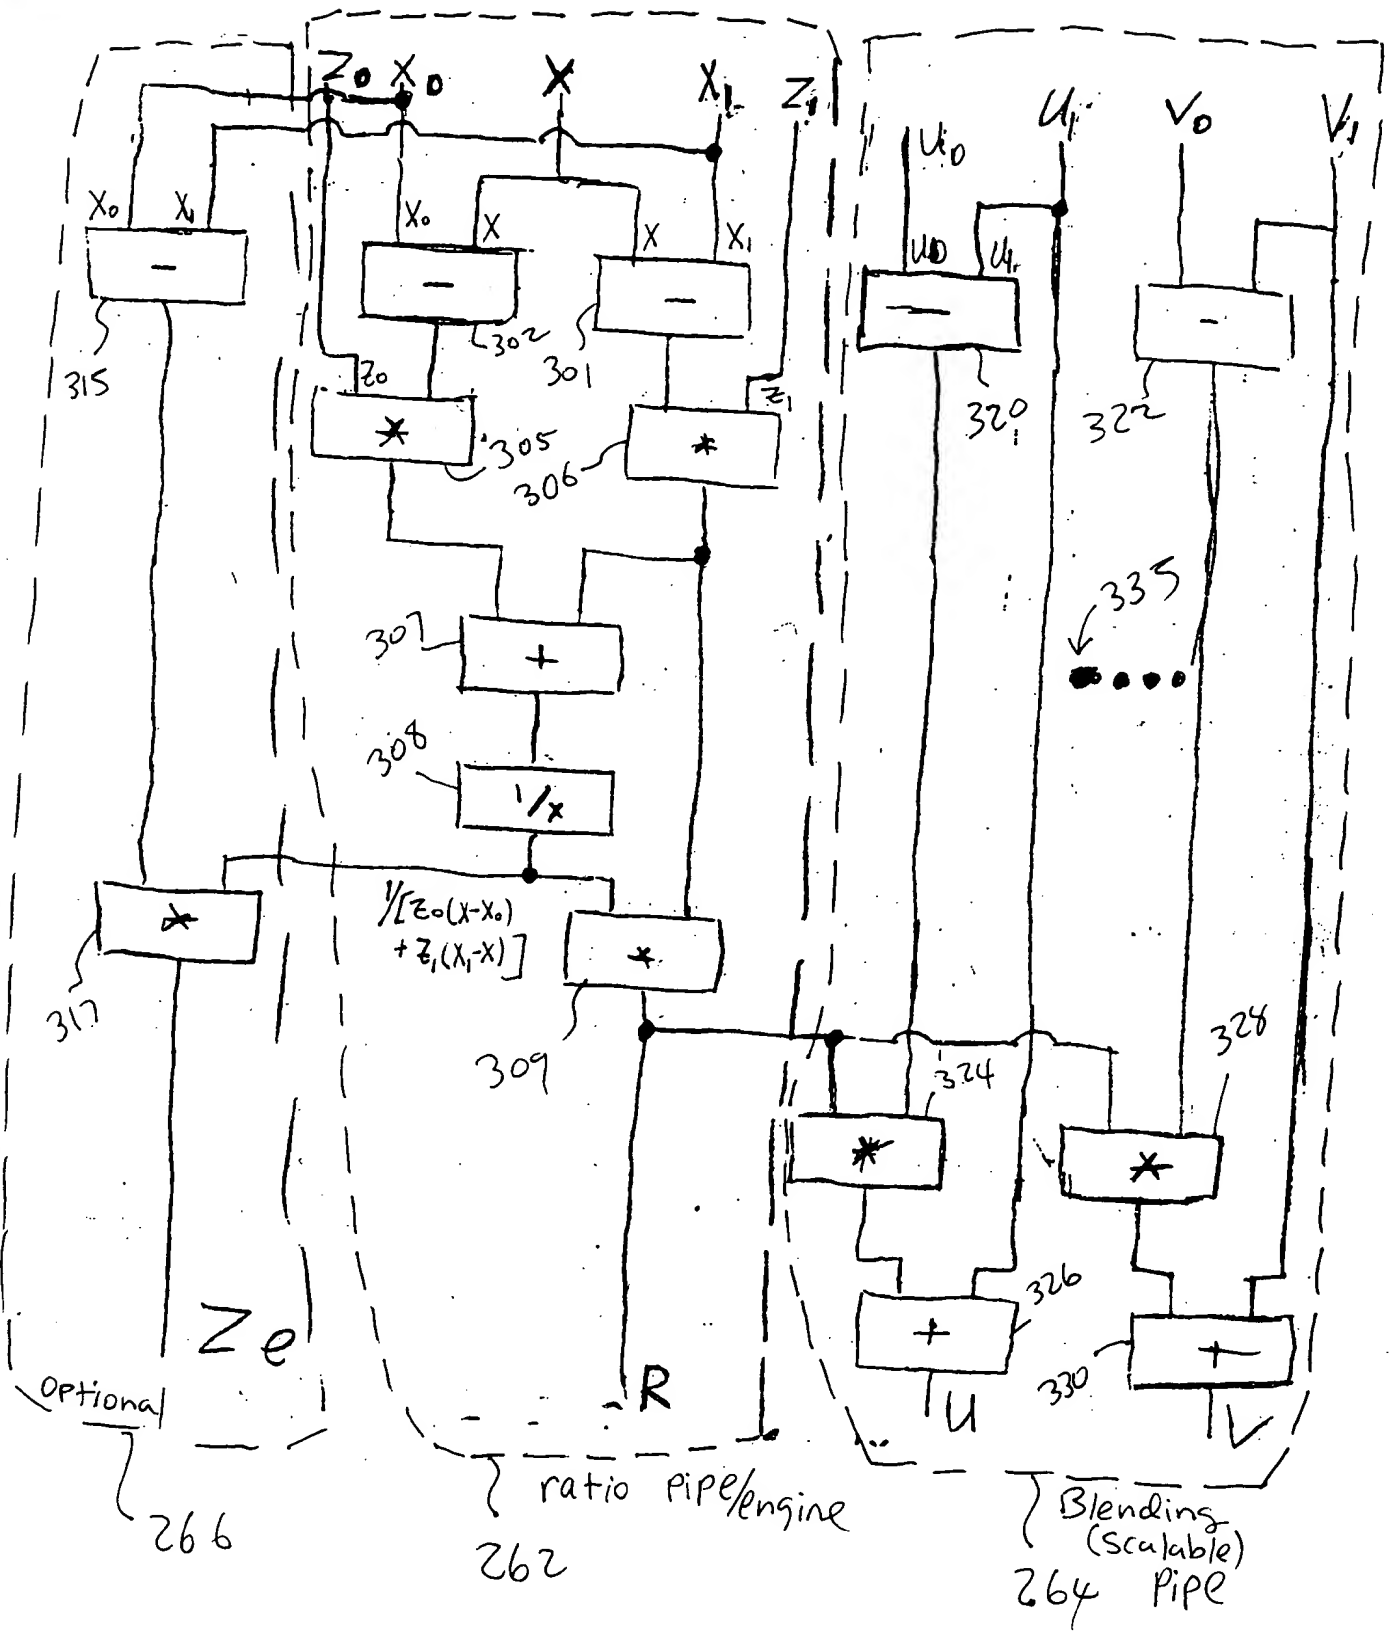 Z0 X0 X X1 Z1
U0 U1 V0 V1
X0 X1
-
315
X0 X
-
302
X X1
-
301
U0 U1
-
320
-
322
Z0
*
305
Z1
*
306
335
307
+
308
1/x
1/[Z0(X-X0)
+ Z1(X1-X)]
*
317
*
309
*
324
*
328
+
326
+
330
Ze
R
U
V
Optional
266
ratio pipe/engine
262
Blending
(scalable)
264 Pipe